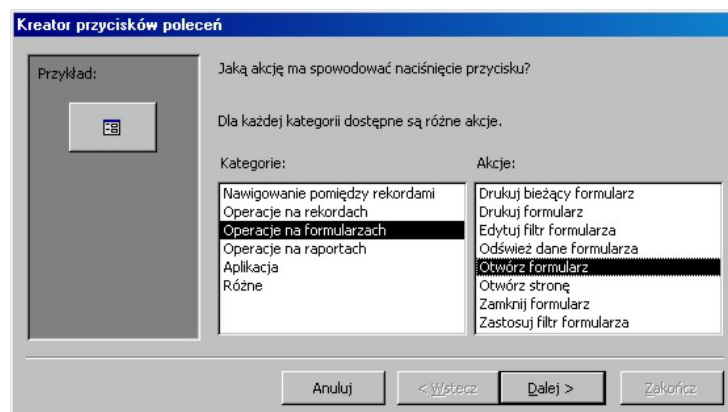 Kreator przycisków poleceń
Przykład:
Jaką akcję ma spowodować naciśnięcie przycisku?
Dla każdej kategorii dostępne są różne akcje.
Kategorie:
Nawigowanie pomiędzy rekordami
Operacje na rekordach
Operacje na formularzach
Operacje na raportach
Aplikacja
Różne
Akcje:
Drukuj bieżący formularz
Drukuj formularz
Edytuj filtr formularza
Odśwież dane formularza
Otwórz formularz
Otwórz stronę
Zamknij formularz
Zastosuj filtr formularza
Anuluj
< Wstecz
Dalej >
Zakończ